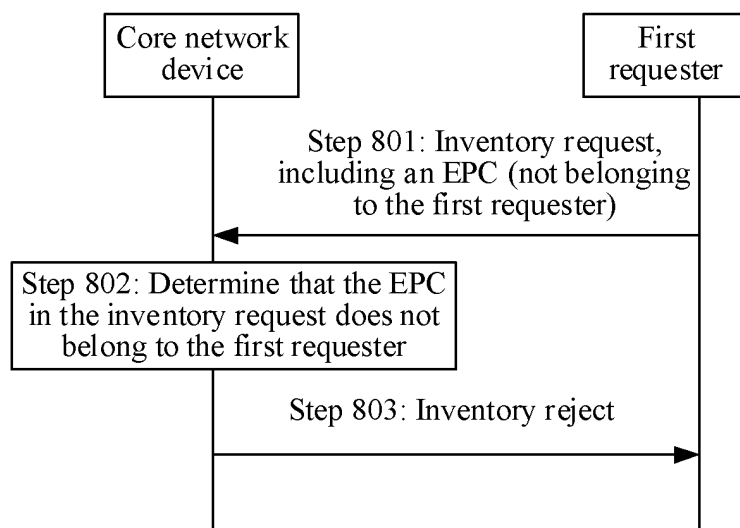 Core network
device
First
requester
Step 801: Inventory request,
including an EPC (not belonging
to the first requester)
Step 802: Determine that the EPC
in the inventory request does not
belong to the first requester
Step 803: Inventory reject